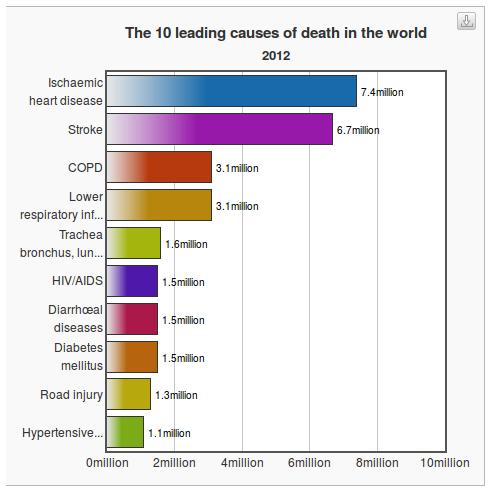 The 10 leading causes of death in the world
2012
Ischaemic
heart disease
7.4million
Stroke
6.7million
COPD
3.1million
Lower
respiratory inf...
3.1million
Trachea
bronchus, lun...
1.6million
HIV/AIDS
1.5million
Diarrhœal
diseases
1.5million
Diabetes
mellitus
1.5million
Road injury
1.3million
Hypertensive...
1.1million
0million 2million 4million 6million 8million 10million